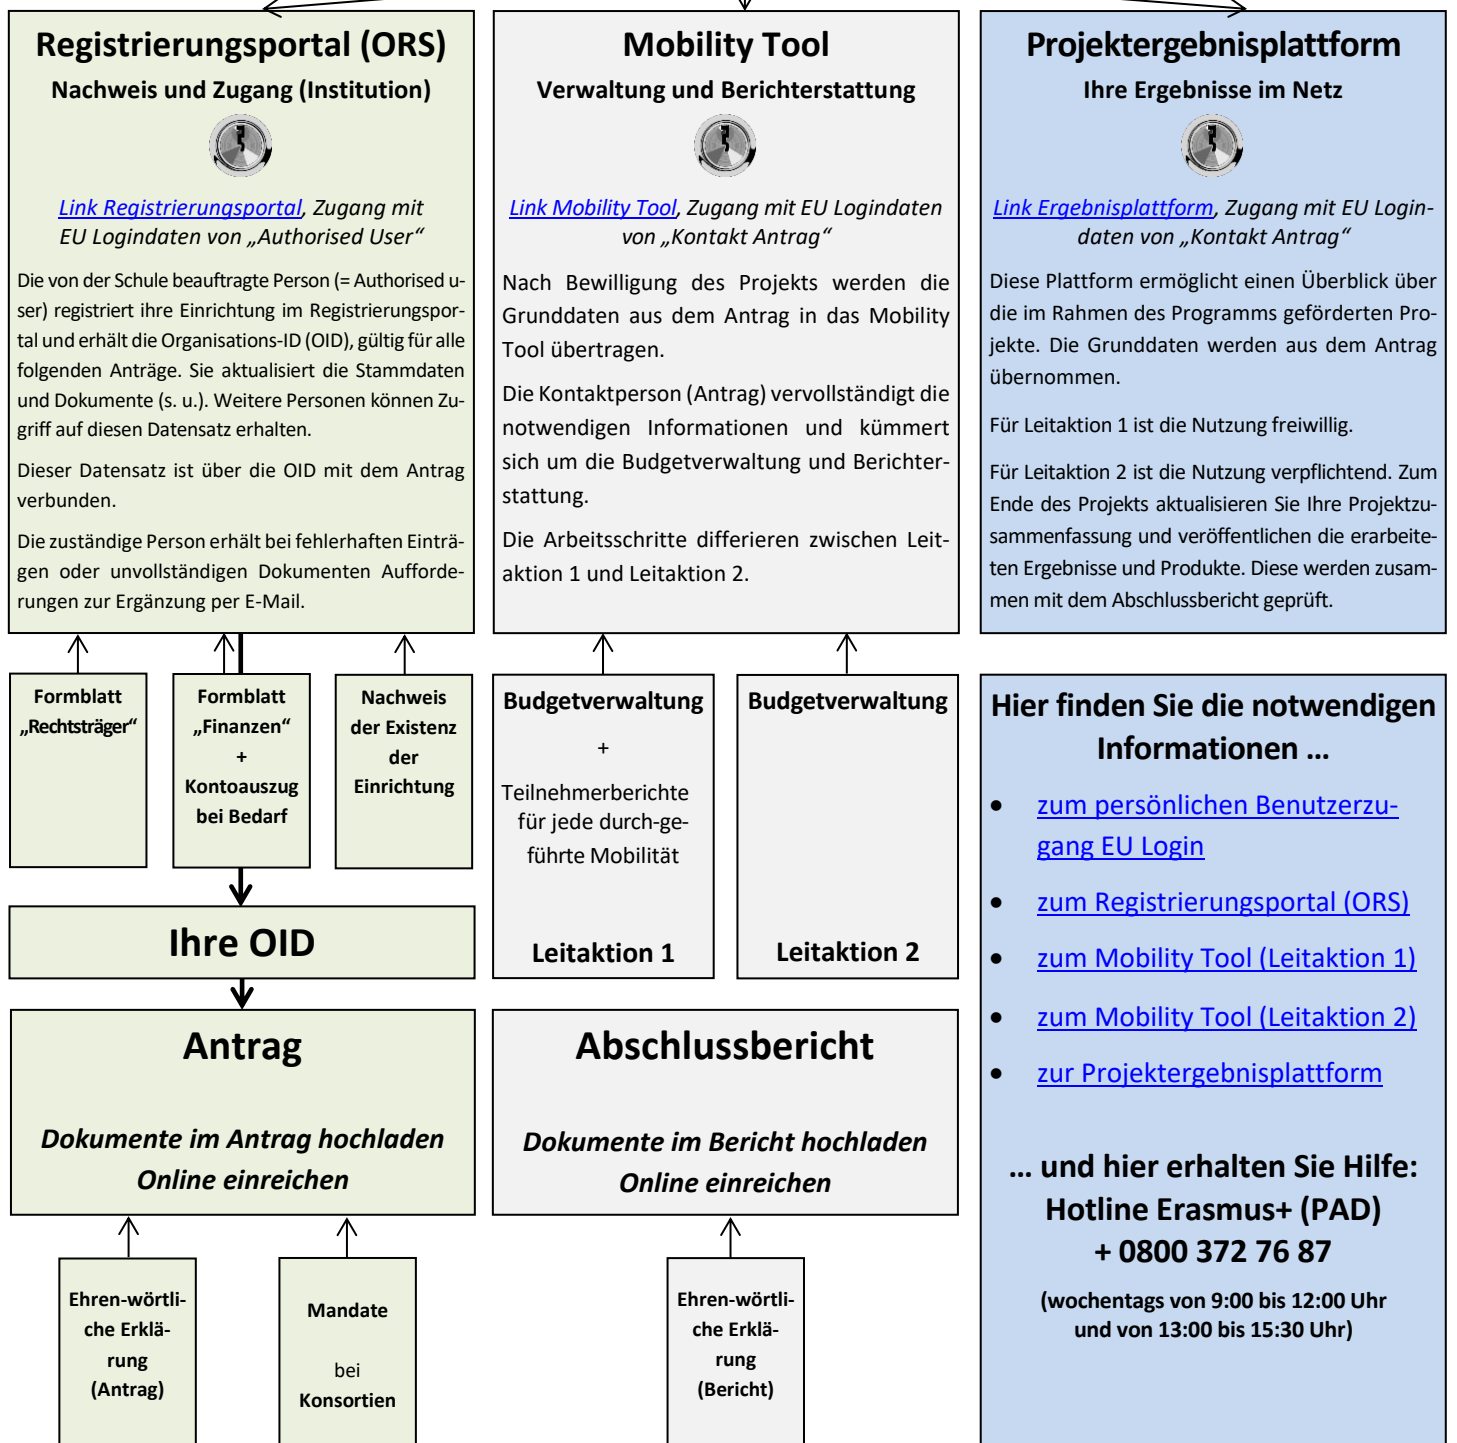 Registrierungsportal (ORS)
Nachweis und Zugang (Institution)
Link Registrierungsportal, Zugang mit
EU Logindaten von „Authorised User“
Die von der Schule beauftragte Person (= Authorised u-
ser) registriert ihre Einrichtung im Registrierungspor-
tal und erhält die Organisations-ID (OID), gültig für alle
folgenden Anträge. Sie aktualisiert die Stammdaten
und Dokumente (s. u.). Weitere Personen können Zu-
griff auf diesen Datensatz erhalten.
Dieser Datensatz ist über die OID mit dem Antrag
verbunden.
Die zuständige Person erhält bei fehlerhaften Einträ-
gen oder unvollständigen Dokumenten Aufforde-
rungen zur Ergänzung per E-Mail.
Mobility Tool
Verwaltung und Berichterstattung
Link Mobility Tool, Zugang mit EU Logindaten
von „Kontakt Antrag“
Nach Bewilligung des Projekts werden die
Grunddaten aus dem Antrag in das Mobility
Tool übertragen.
Die Kontaktperson (Antrag) vervollständigt die
notwendigen Informationen und kümmert
sich um die Budgetverwaltung und Berichter-
stattung.
Die Arbeitsschritte differieren zwischen Leit-
aktion 1 und Leitaktion 2.
Projektergebnisplattform
Ihre Ergebnisse im Netz
Link Ergebnisplattform, Zugang mit EU Login-
daten von „Kontakt Antrag“
Diese Plattform ermöglicht einen Überblick über
die im Rahmen des Programms geförderten Pro-
jekte. Die Grunddaten werden aus dem Antrag
übernommen.
Für Leitaktion 1 ist die Nutzung freiwillig.
Für Leitaktion 2 ist die Nutzung verpflichtend. Zum
Ende des Projekts aktualisieren Sie Ihre Projektzu-
sammenfassung und veröffentlichen die erarbeite-
ten Ergebnisse und Produkte. Diese werden zusam-
men mit dem Abschlussbericht geprüft.
Formblatt
„Rechtsträger“
Formblatt
„Finanzen“
+
Kontoauszug
bei Bedarf
Nachweis
der Existenz
der
Einrichtung
Budgetverwaltung
+
Teilnehmerberichte
für jede durch-ge-
führte Mobilität
Leitaktion 1
Budgetverwaltung
Leitaktion 2
Ihre OID
Antrag
Dokumente im Antrag hochladen
Online einreichen
Abschlussbericht
Dokumente im Bericht hochladen
Online einreichen
Ehren-wörtli-
che Erklä-
rung
(Antrag)
Mandate
bei
Konsortien
Ehren-wörtli-
che Erklä-
rung
(Bericht)
Hier finden Sie die notwendigen
Informationen …
• zum persönlichen Benutzerzu-
gang EU Login
• zum Registrierungsportal (ORS)
• zum Mobility Tool (Leitaktion 1)
• zum Mobility Tool (Leitaktion 2)
• zur Projektergebnisplattform
… und hier erhalten Sie Hilfe:
Hotline Erasmus+ (PAD)
+ 0800 372 76 87
(wochentags von 9:00 bis 12:00 Uhr
und von 13:00 bis 15:30 Uhr)